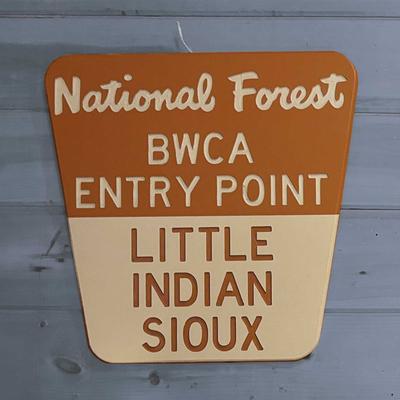 National Forest
BWCA
ENTRY POINT
LITTLE
INDIAN
SIOUX